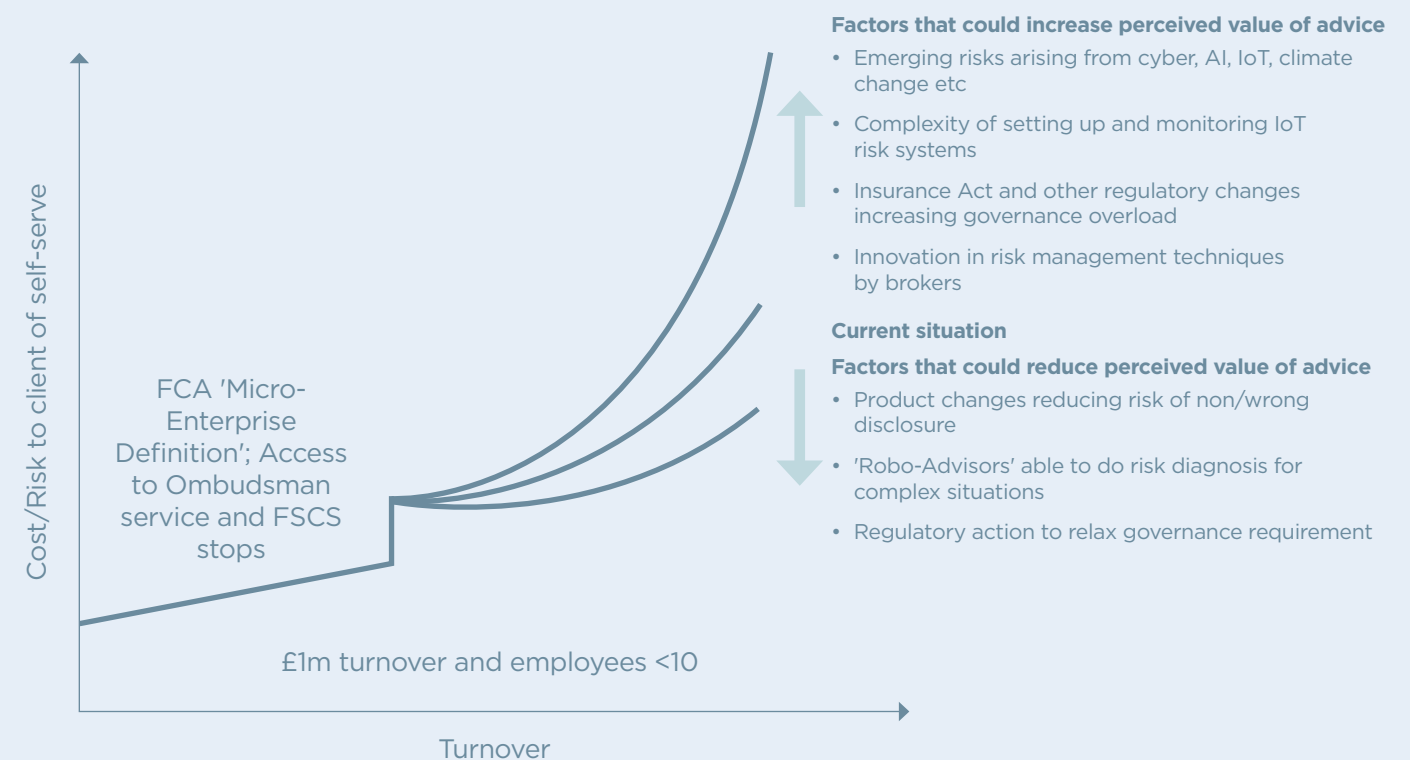 Cost/Risk to client of self-serve
FCA 'Micro-
Enterprise
Definition'; Access
to Ombudsman
service and FSCS
stops
£1m turnover and employees <10
Turnover
Factors that could increase perceived value of advice
• Emerging risks arising from cyber, AI, IoT, climate
change etc
• Complexity of setting up and monitoring IoT
risk systems
• Insurance Act and other regulatory changes
increasing governance overload
• Innovation in risk management techniques
by brokers
Current situation
Factors that could reduce perceived value of advice
• Product changes reducing risk of non/wrong
disclosure
• 'Robo-Advisors' able to do risk diagnosis for
complex situations
• Regulatory action to relax governance requirement